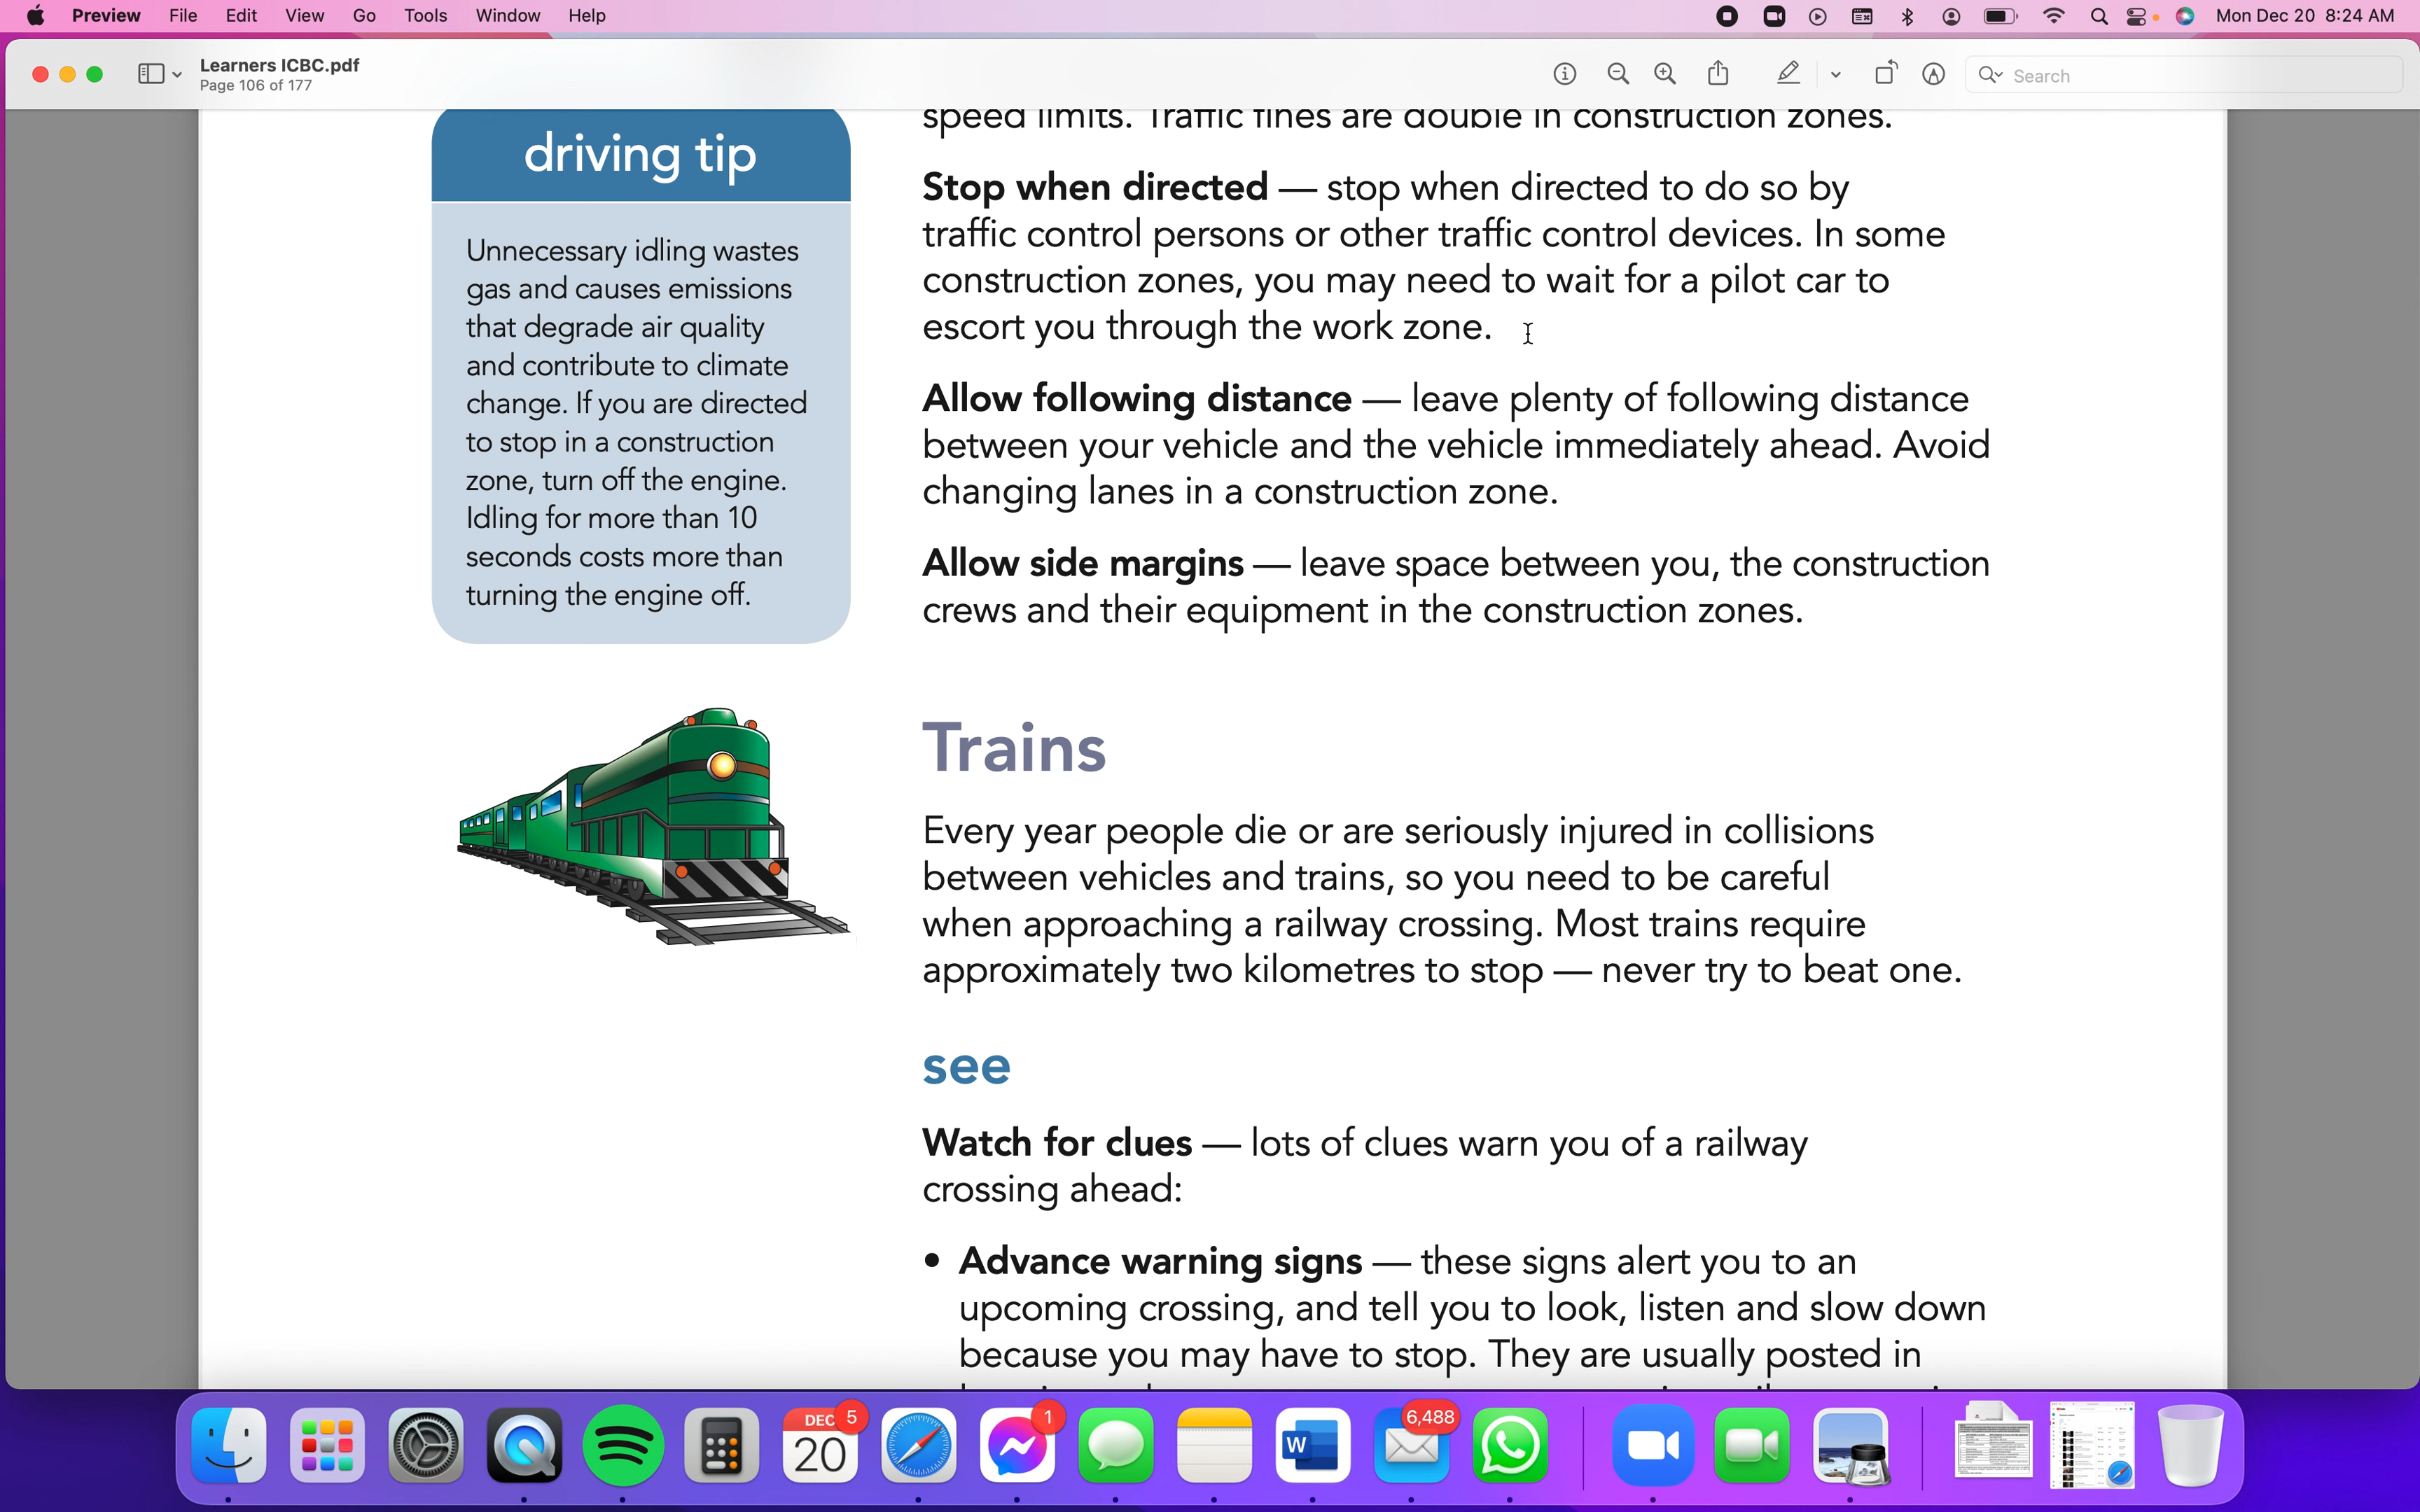 Preview File Edit View Go Tools Window Help
Mon Dec 20 8:24 AM
Learners ICBC.pdf
Page 106 of 177
Search
driving tip
Unnecessary idling wastes
gas and causes emissions
that degrade air quality
and contribute to climate
change. If you are directed
to stop in a construction
zone, turn off the engine.
Idling for more than 10
seconds costs more than
turning the engine off.
speed limits. Traffic fines are double in construction zones.
Stop when directed — stop when directed to do so by
traffic control persons or other traffic control devices. In some
construction zones, you may need to wait for a pilot car to
escort you through the work zone.
Allow following distance — leave plenty of following distance
between your vehicle and the vehicle immediately ahead. Avoid
changing lanes in a construction zone.
Allow side margins — leave space between you, the construction
crews and their equipment in the construction zones.
Trains
Every year people die or are seriously injured in collisions
between vehicles and trains, so you need to be careful
when approaching a railway crossing. Most trains require
approximately two kilometres to stop — never try to beat one.
see
Watch for clues — lots of clues warn you of a railway
crossing ahead:
• Advance warning signs — these signs alert you to an
upcoming crossing, and tell you to look, listen and slow down
because you may have to stop. They are usually posted in
DEC 5
20
1
W
6,488